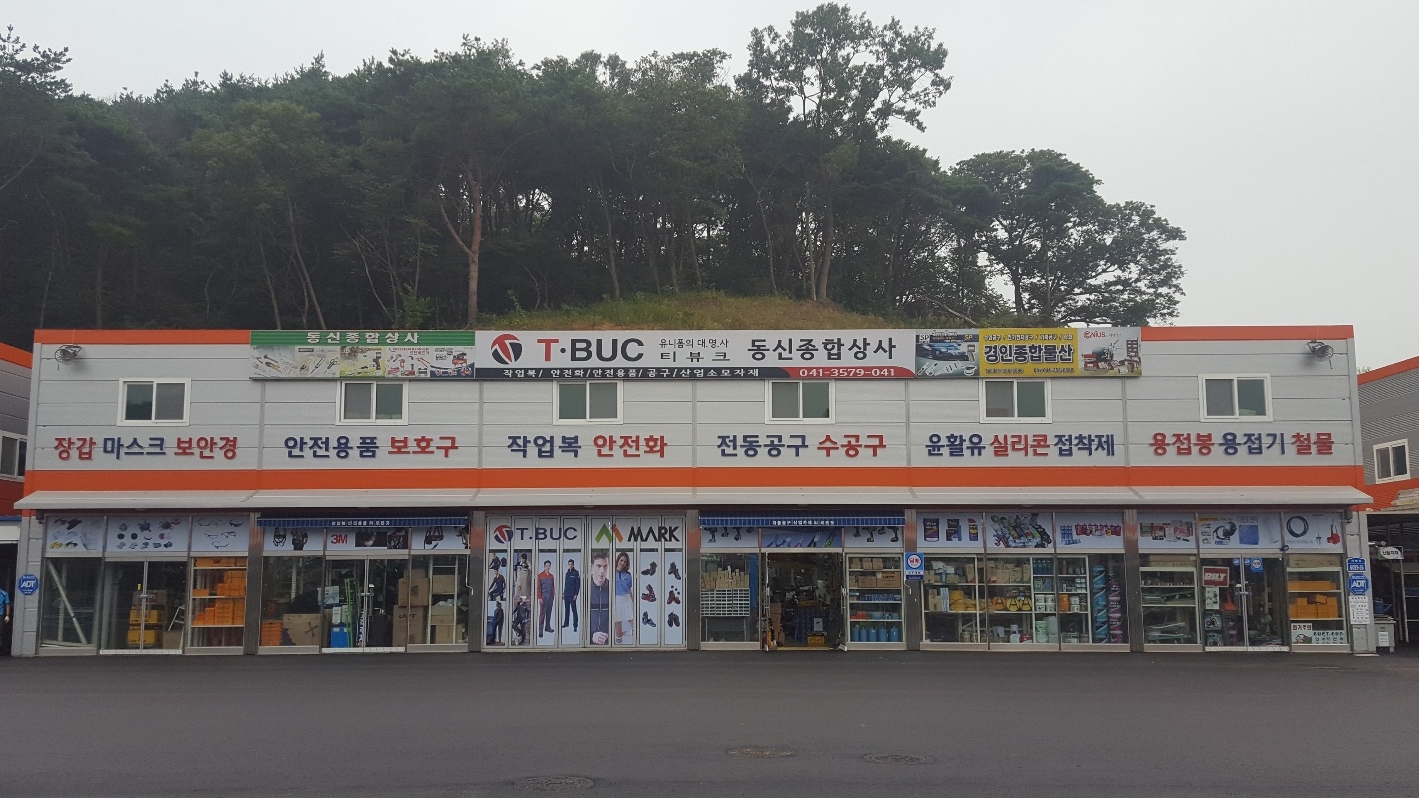 동신종합상사
T·BUC
유니폼의 대.명.사
티뷰크
동신종합상사
작업복/ 안전화/안전용품/공구/산업소모자재
041-3579-041
경인종합물산
장갑 마스크 보안경
안전용품 보호구
작업복 안전화
전동공구 수공구
윤활유 실리콘 접착제
용접봉 용접기 철물
3M
T.BUC
MARK
HILTI
ADT
ADT